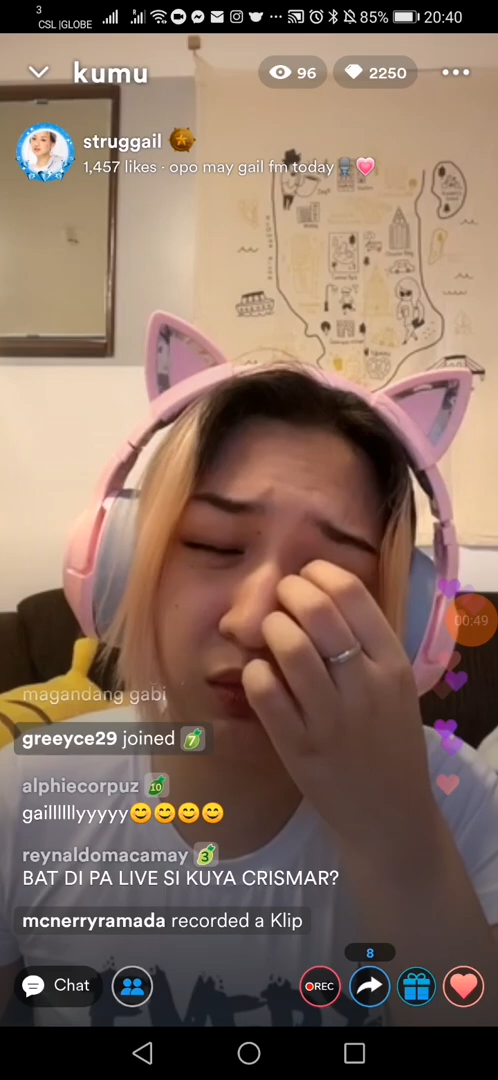 3
CSL |GLOBE
85%
20:40
kumu
96
2250
struggail
1,457 likes · opo may gail fm today
00:49
magandang gabi
greeyce29 joined 7
alphiecorpuz 10
gailllllllyyyyy😊😊😊😊
reynaldomacamay 3
BAT DI PA LIVE SI KUYA CRISMAR?
mcnerryramada recorded a Klip
8
Chat
REC